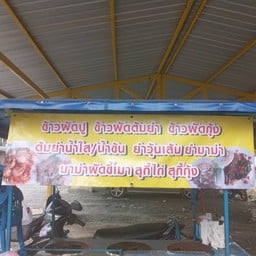 ข้าวผัดปู ข้าวผัดต้มยำ ข้าวผัดกุ้ง
ต้มยำน้ำใส/น้ำข้น ยำวุ้นเส้น ยำมาม่า
มาม่าผัดขี้เมา สุกี้ไก่ สุกี้กุ้ง